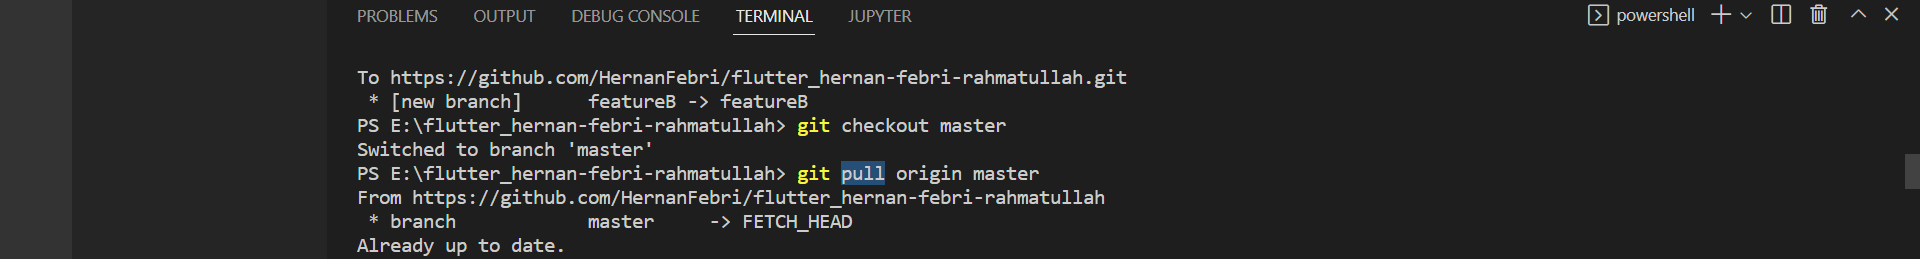 PROBLEMS OUTPUT DEBUG CONSOLE TERMINAL JUPYTER powershell
To https://github.com/HernanFebri/flutter_hernan-febri-rahmatullah.git
 * [new branch]      featureB -> featureB
PS E:\flutter_hernan-febri-rahmatullah> git checkout master
Switched to branch 'master'
PS E:\flutter_hernan-febri-rahmatullah> git pull origin master
From https://github.com/HernanFebri/flutter_hernan-febri-rahmatullah
 * branch            master     -> FETCH_HEAD
Already up to date.